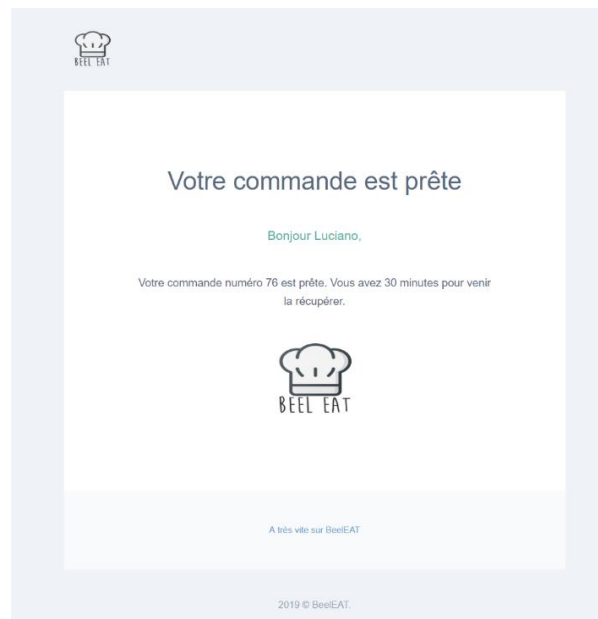 BEEL EAT
Votre commande est prête
Bonjour Luciano,
Votre commande numéro 76 est prête. Vous avez 30 minutes pour venir
la récupérer.
BEEL EAT
A très vite sur BeelEAT
2019 © BeelEAT.